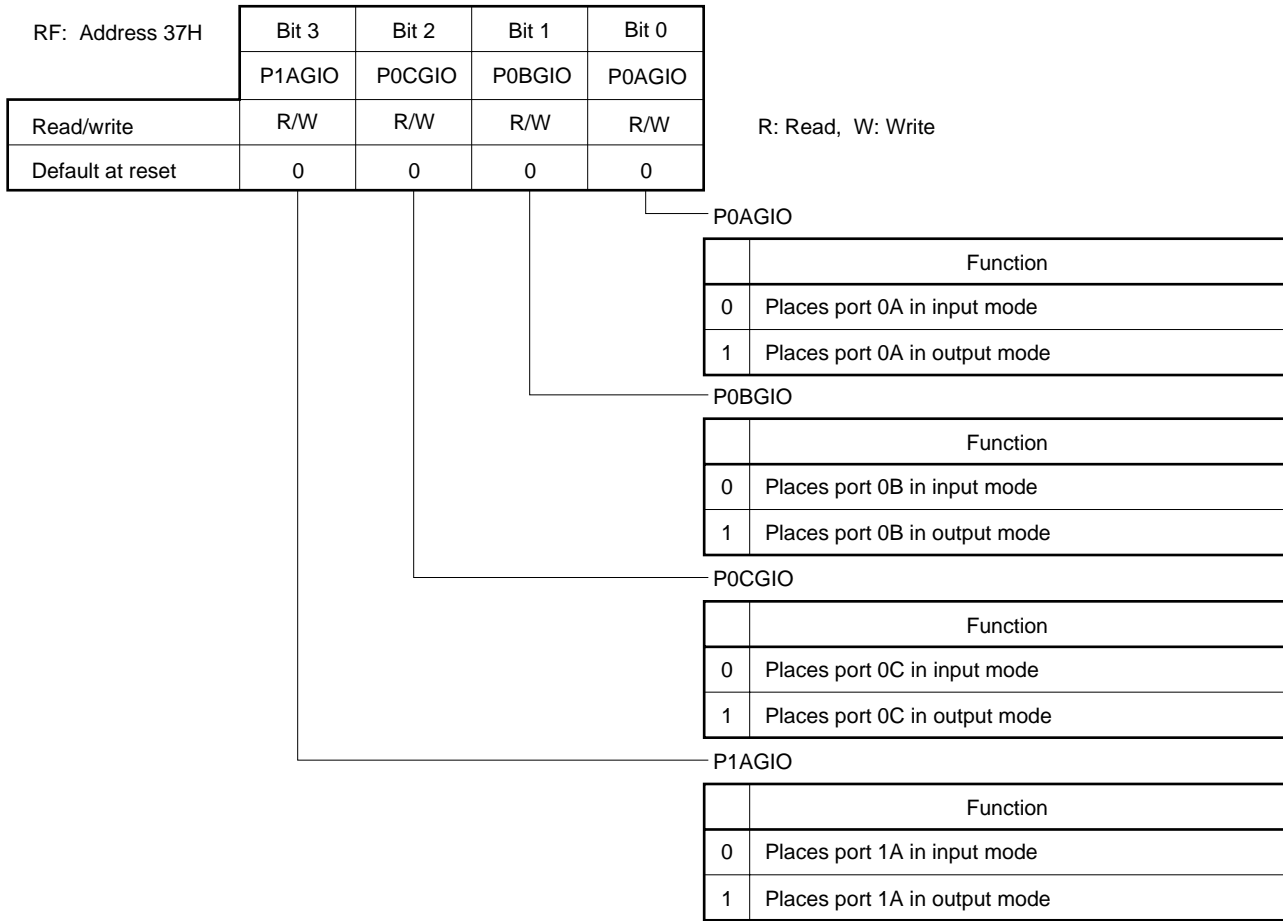 RF: Address 37H Bit 3 Bit 2 Bit 1 Bit 0
P1AGIO P0CGIO P0BGIO P0AGIO
Read/write R/W R/W R/W R/W R: Read, W: Write
Default at reset 0 0 0 0
P0AGIO
Function
0 Places port 0A in input mode
1 Places port 0A in output mode
P0BGIO
Function
0 Places port 0B in input mode
1 Places port 0B in output mode
P0CGIO
Function
0 Places port 0C in input mode
1 Places port 0C in output mode
P1AGIO
Function
0 Places port 1A in input mode
1 Places port 1A in output mode